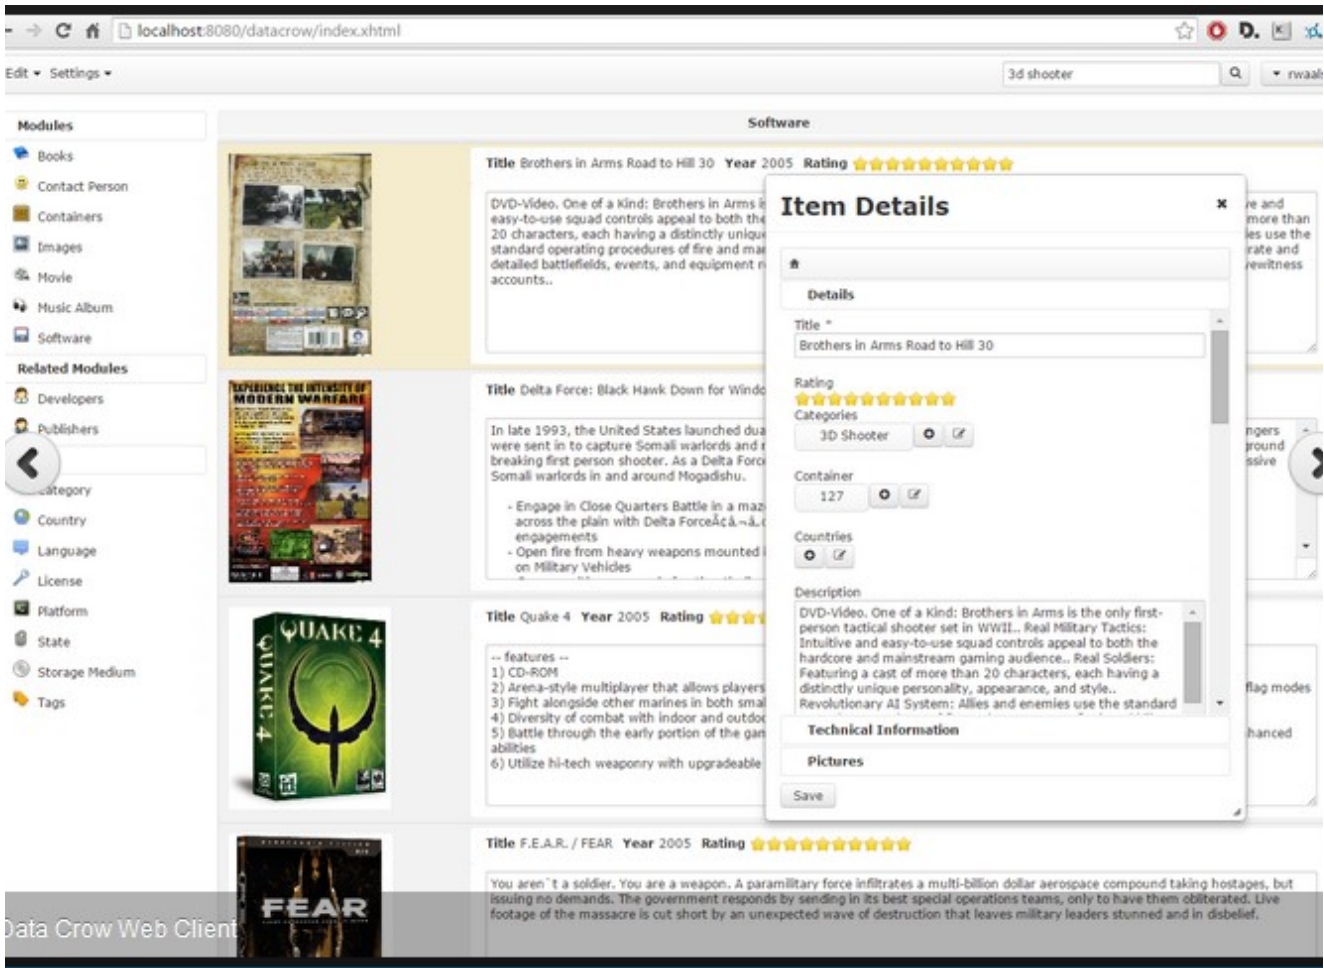 localhost:8080/datacrow/index.xhtml
D.
Edit Settings
3d shooter
rwaals
Modules
Books
Contact Person
Containers
Images
Movie
Music Album
Software
Related Modules
Developers
Publishers
Category
Country
Language
License
Platform
State
Storage Medium
Tags
Software
Title Brothers in Arms Road to Hill 30 Year 2005 Rating
DVD-Video. One of a Kind: Brothers in Arms is
easy-to-use squad controls appeal to both the
20 characters, each having a distinctly unique
standard operating procedures of fire and
detailed battlefields, events, and equipment
accounts..
and
more than
use the
rate and
EXPERIENCE THE INTENSITY OF
MODERN WARFARE
Title Delta Force: Black Hawk Down for
In late 1993, the United States launched
were sent in to capture Somali warlords and
breaking first person shooter. As a Delta Force
Somali warlords in and around Mogadishu.
- Engage in Close Quarters Battle in a
across the plain with Delta Force
engagements
- Open fire from heavy weapons mounted
on Military Vehicles
QUAKE 4
QUAKE 4
Title Quake 4 Year 2005 Rating
-- features --
1) CD-ROM
2) Arena-style multiplayer that allows players
3) Fight alongside other marines in both
4) Diversity of combat with indoor and
5) Battle through the early portion of the
abilities
6) Utilize hi-tech weaponry with upgradeable
flag modes
FEAR
Title F.E.A.R. / FEAR Year 2005 Rating
You aren`t a soldier. You are a weapon. A paramilitary force infiltrates a multi-billion dollar aerospace compound taking hostages, but
issuing no demands. The government responds by sending in its best special operations teams, only to have them obliterated. Live
footage of the massacre is cut short by an unexpected wave of destruction that leaves military leaders stunned and in disbelief.
Item Details
Details
Title *
Brothers in Arms Road to Hill 30
Rating
Categories
3D Shooter
Container
127
Countries
Description
DVD-Video. One of a Kind: Brothers in Arms is the only first-
person tactical shooter set in WWII.. Real Military Tactics:
Intuitive and easy-to-use squad controls appeal to both the
hardcore and mainstream gaming audience.. Real Soldiers:
Featuring a cast of more than 20 characters, each having a
distinctly unique personality, appearance, and style..
Revolutionary AI System: Allies and enemies use the standard
Technical Information
Pictures
Save
Data Crow Web Client